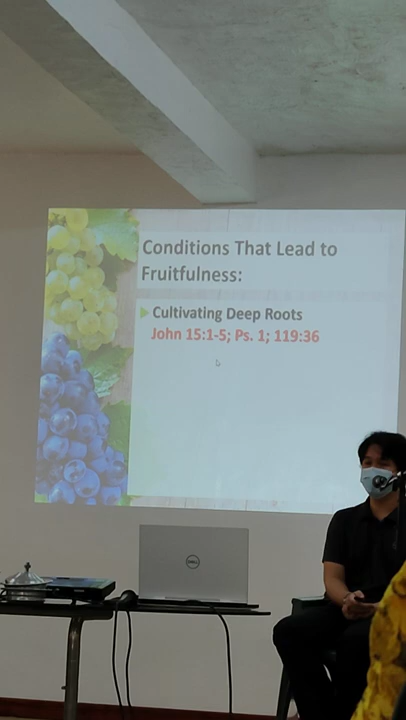 Conditions That Lead to
Fruitfulness:
Cultivating Deep Roots
John 15:1-5; Ps. 1; 119:36
DELL